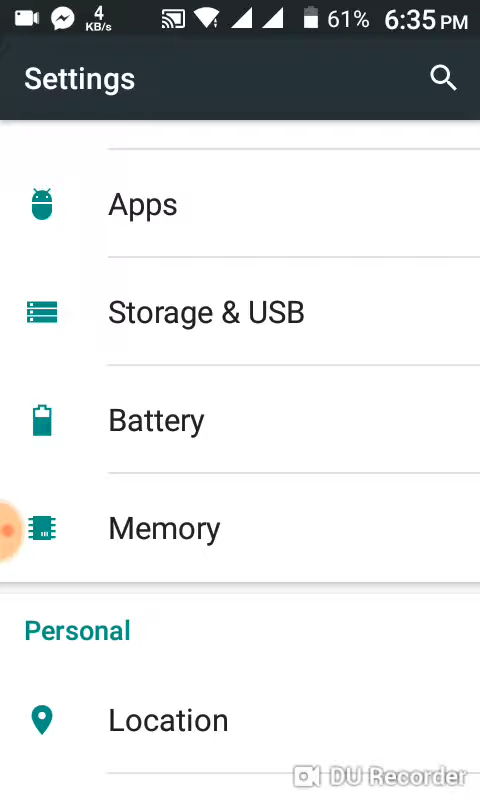 4
KB/s
61%
6:35 PM
Settings
Apps
Storage & USB
Battery
Memory
Personal
Location
DU Recorder